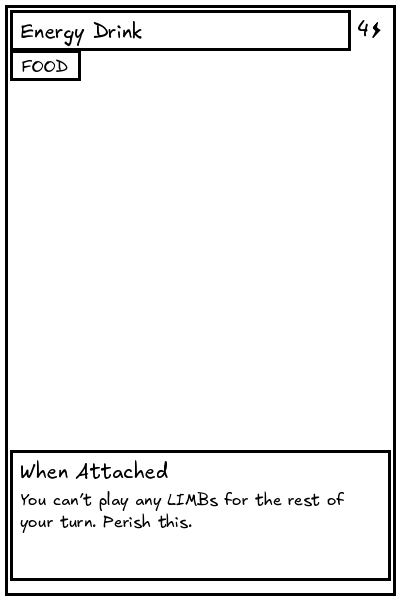 Energy Drink
4⚡
FOOD
When Attached
You can't play any LIMBs for the rest of
your turn. Perish this.